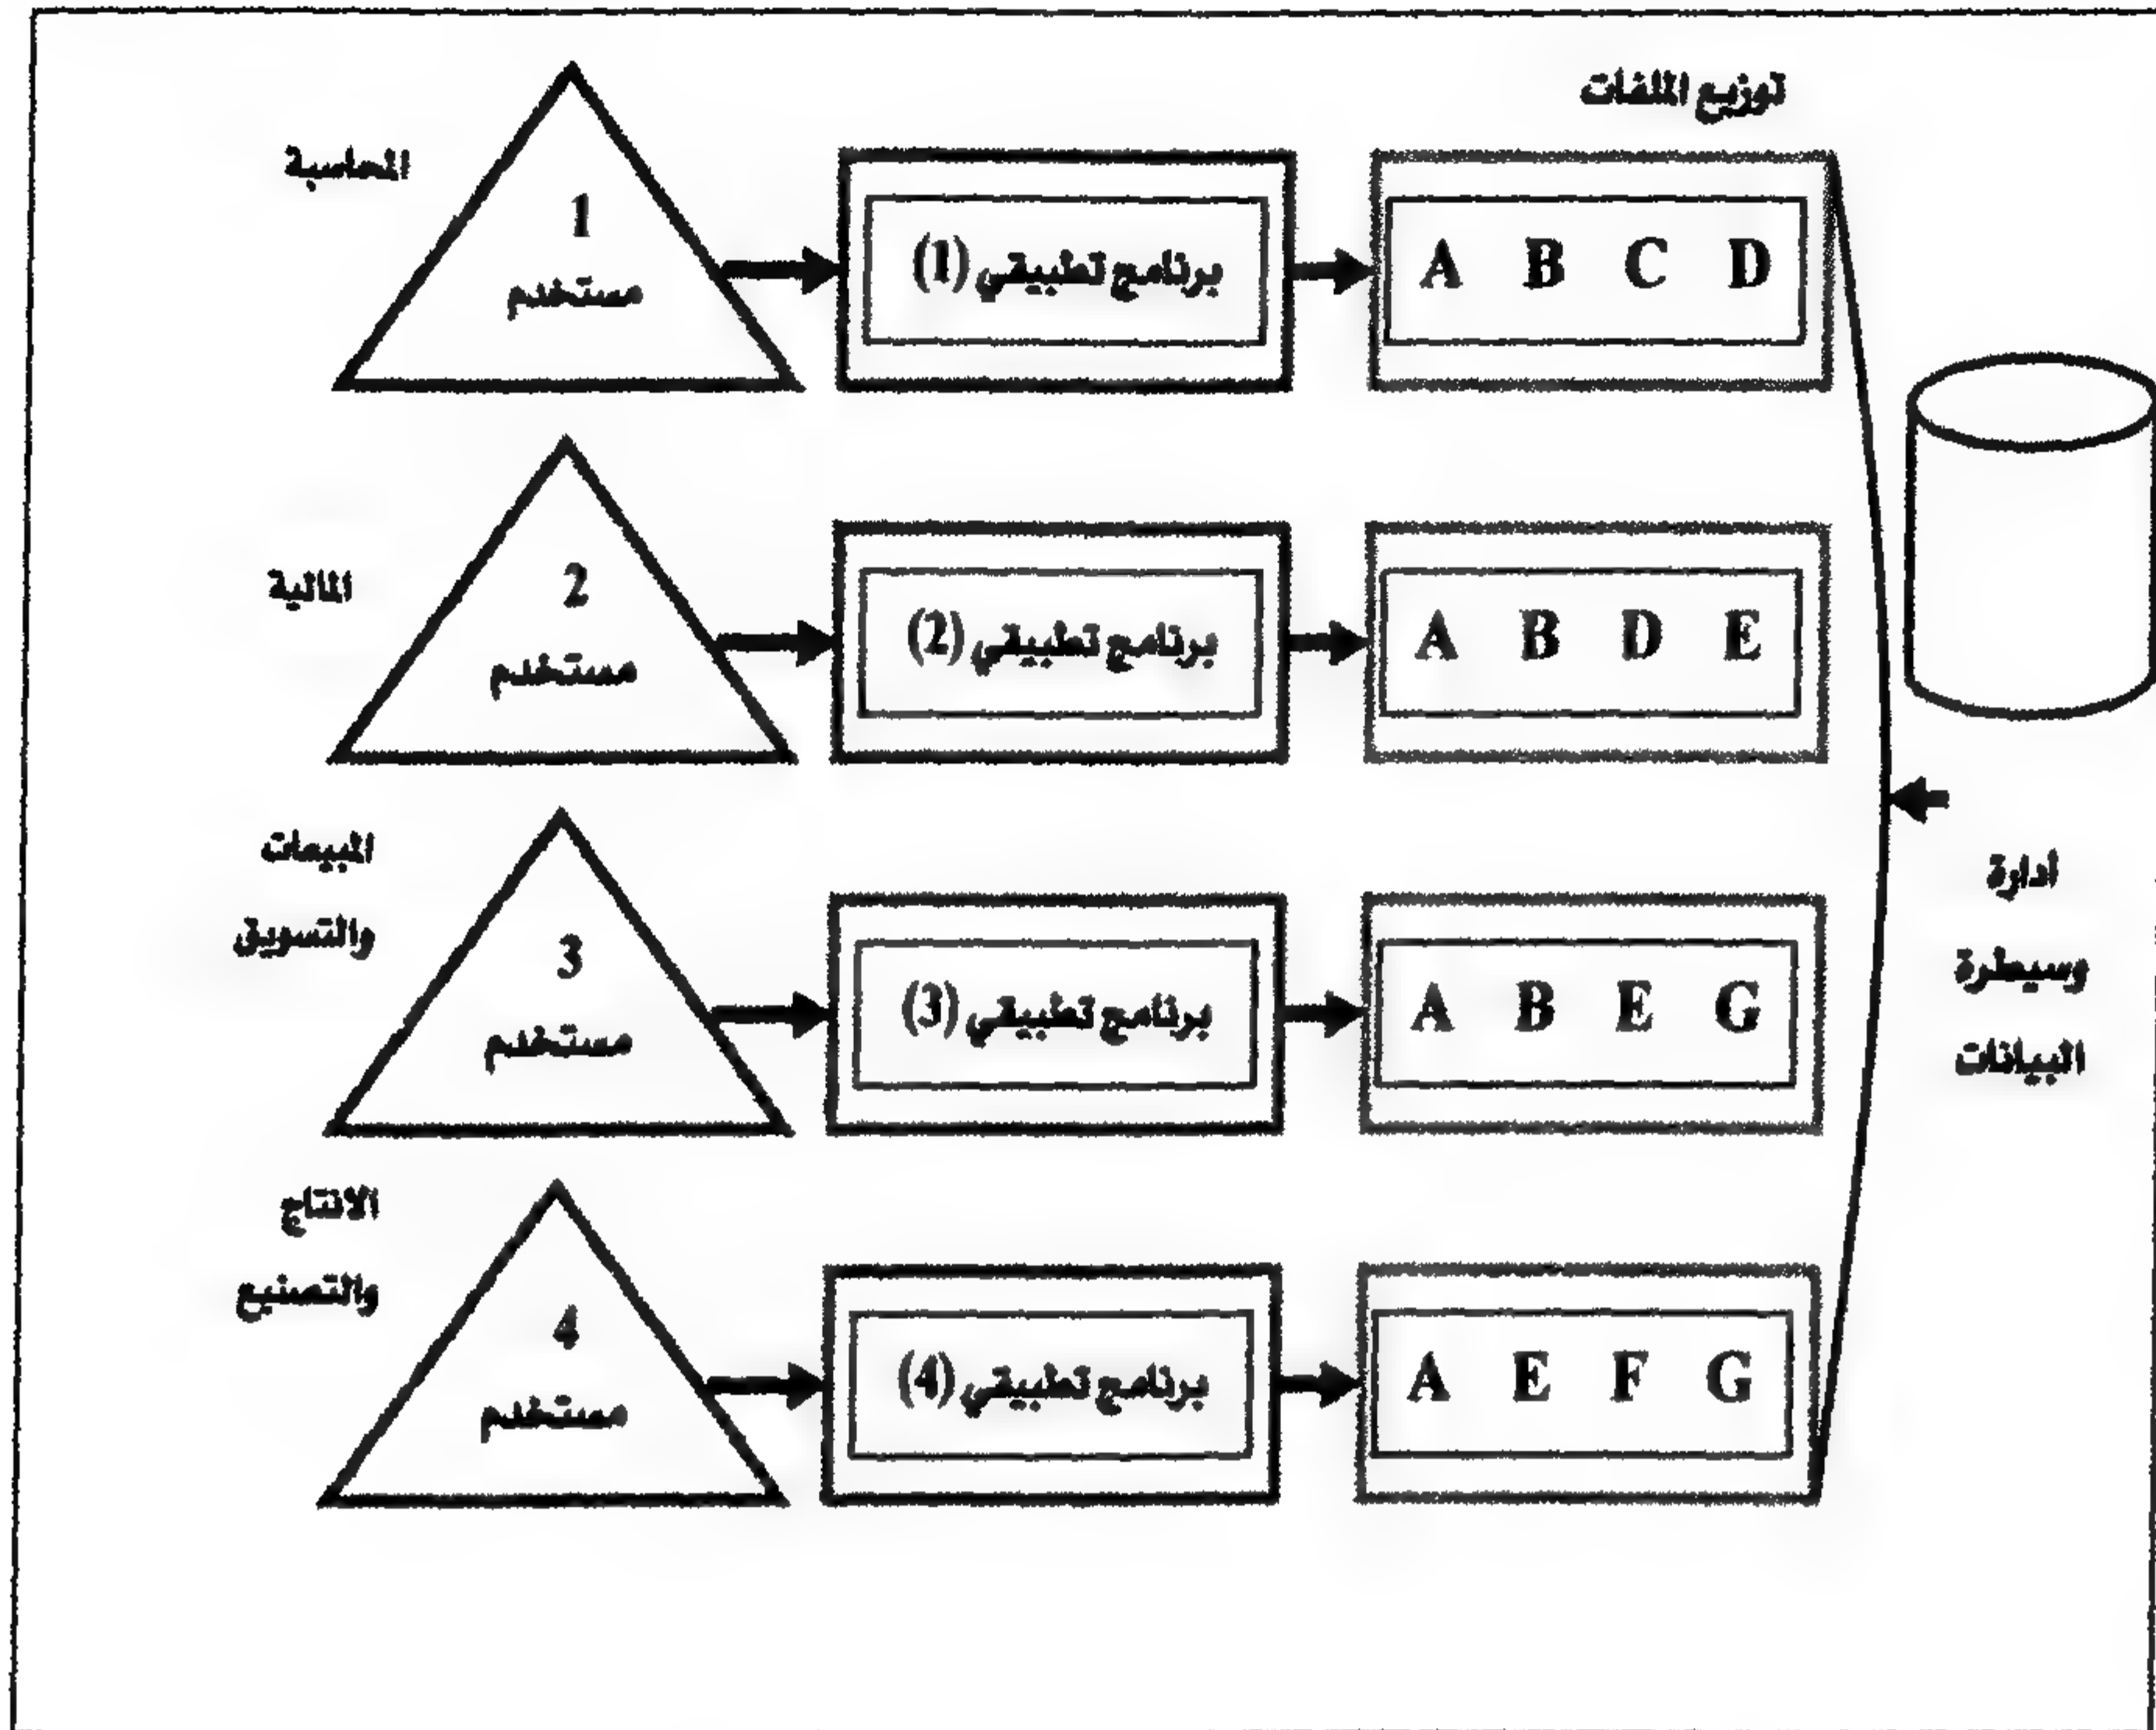 توزيع الملفات
المحاسبة
1
مستخدم
برنامج تطبيقي (1)
A B C D
المالية
2
مستخدم
برنامج تطبيقي (2)
A B D E
المبيعات
والتسويق
3
مستخدم
برنامج تطبيقي (3)
A B E G
أدارة
وسيطرة
البيانات
الانتاج
والتصنيع
4
مستخدم
برنامج تطبيقي (4)
A E F G